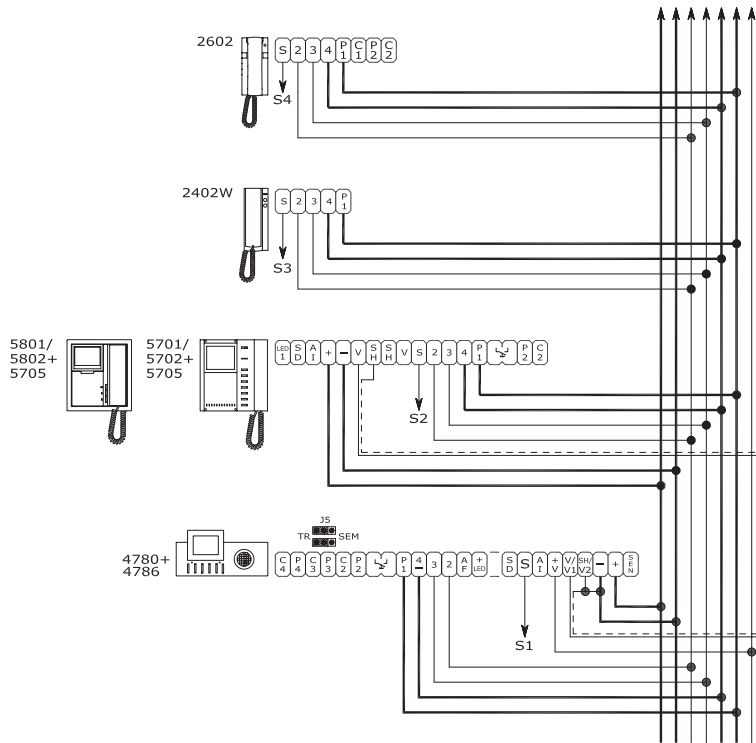 2602
S 2 3 4 P1 C1 P2 C2
S4
2402W
S 2 3 4 P1
S3
5801/
5802+
5705
5701/
5702+
5705
LED1 SD AI + − V SH SH V S 2 3 4 P1 P2 C2
S2
J5
TR SEM
4780+
4786
C4 P4 C3 P3 C2 P2 P1 4− 3 2 AF +LED SD S AI +V V/V1 SH/V2 − + SEN
S1